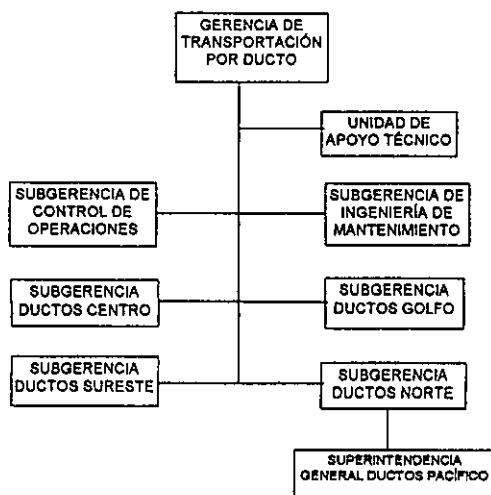 GERENCIA DE
TRANSPORTACIÓN
POR DUCTO
UNIDAD DE
APOYO TÉCNICO
SUBGERENCIA DE
CONTROL DE
OPERACIONES
SUBGERENCIA DE
INGENIERÍA DE
MANTENIMIENTO
SUBGERENCIA
DUCTOS CENTRO
SUBGERENCIA
DUCTOS GOLFO
SUBGERENCIA
DUCTOS SURESTE
SUBGERENCIA
DUCTOS NORTE
SUPERINTENDENCIA
GENERAL DUCTOS PACÍFICO